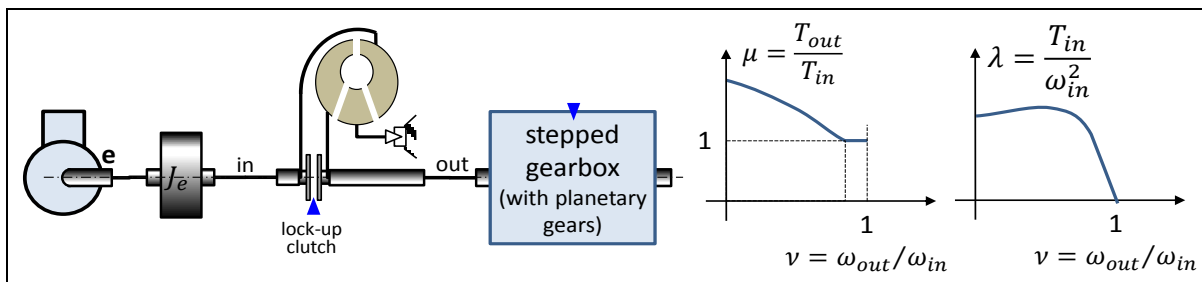 e
J_e
in
lock-up
clutch
out
stepped
gearbox
(with planetary
gears)
μ = T_out / T_in
1
1
ν = ω_out/ω_in
λ = T_in / ω_in^2
1
ν = ω_out/ω_in